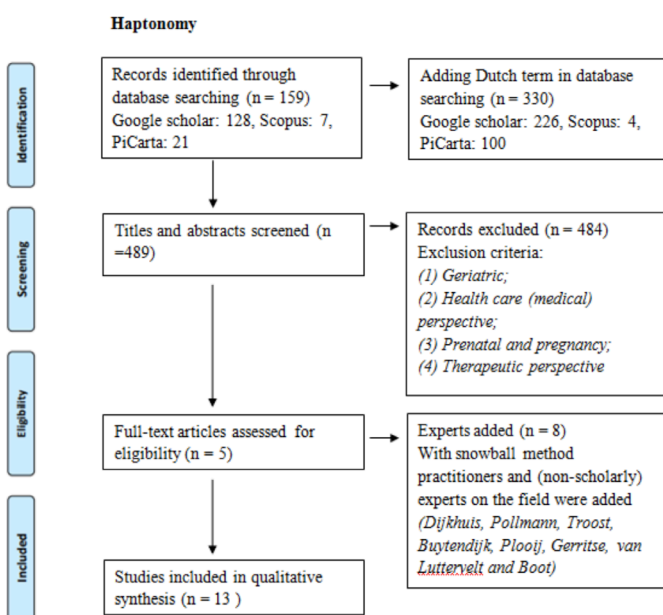 Haptonomy
Identification
Records identified through
database searching (n = 159)
Google scholar: 128, Scopus: 7,
PiCarta: 21
Adding Dutch term in database
searching (n = 330)
Google scholar: 226, Scopus: 4,
PiCarta: 100
Screening
Titles and abstracts screened (n
=489)
Records excluded (n = 484)
Exclusion criteria:
(1) Geriatric;
(2) Health care (medical)
perspective;
(3) Prenatal and pregnancy;
(4) Therapeutic perspective
Eligibility
Full-text articles assessed for
eligibility (n = 5)
Experts added (n = 8)
With snowball method
practitioners and (non-scholarly)
experts on the field were added
(Dijkhuis, Pollmann, Troost,
Buytendijk, Plooij, Gerritse, van
Luttervelt and Boot)
Included
Studies included in qualitative
synthesis (n = 13 )